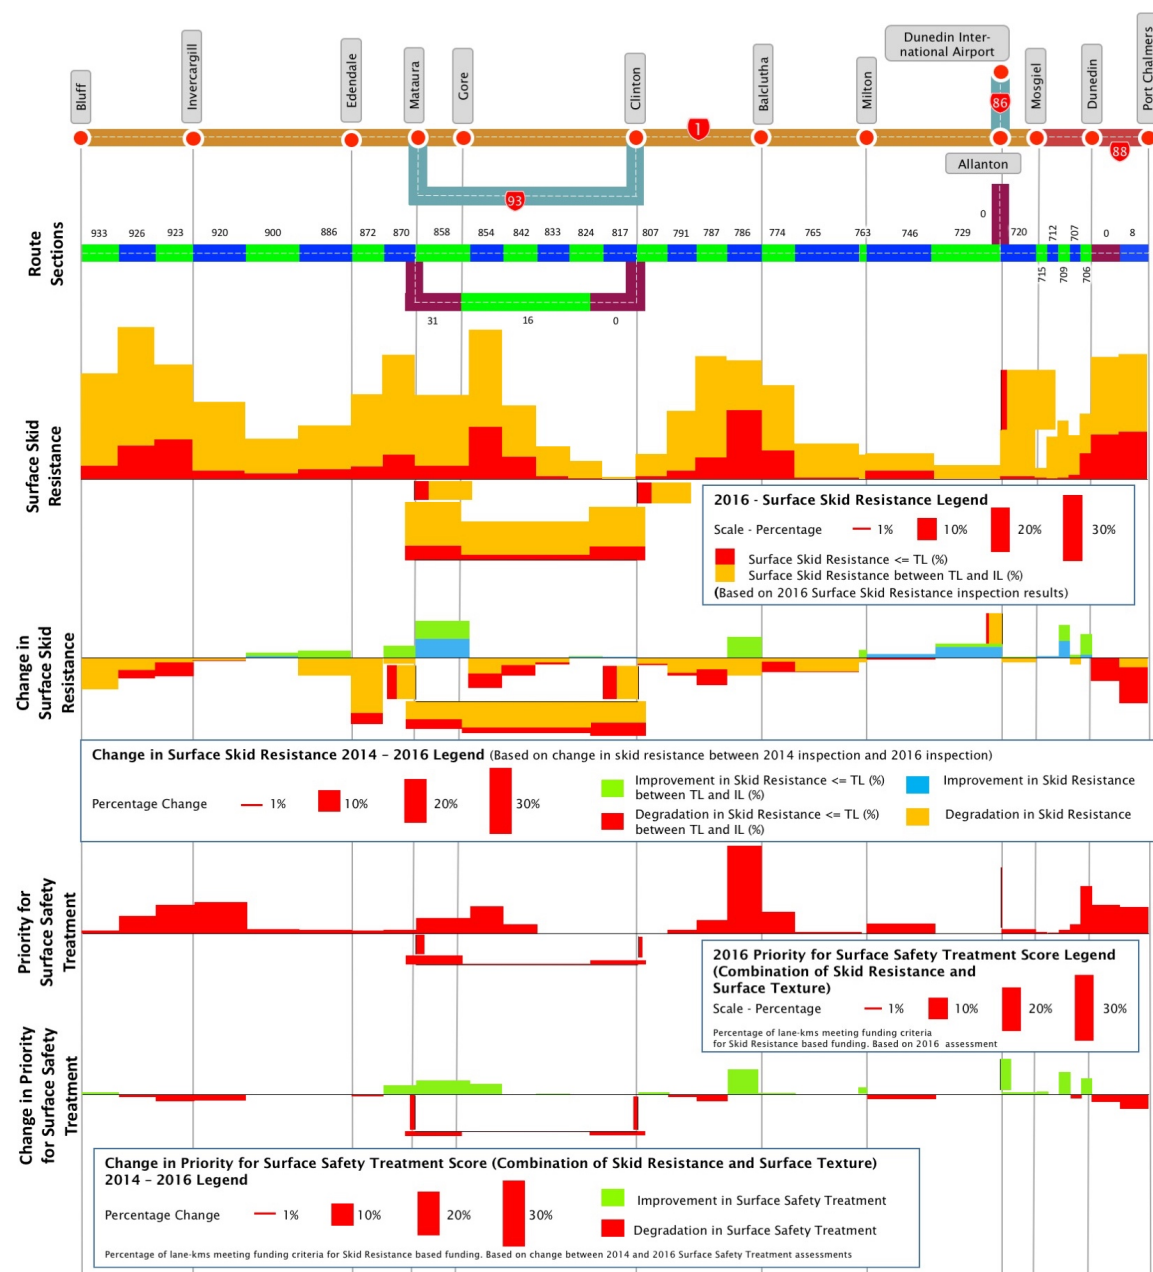 Bluff
Invercargill
Edendale
Mataura
Gore
Clinton
Balclutha
Milton
Dunedin Inter-
national Airport
Mosgiel
Dunedin
Port Chalmers
86
1
88
Allanton
93
0
Route
Sections
933 926 923 920 900 886 872 870 858 854 842 833 824 817 807 791 787 786 774 765 763 746 729 720 712 707 0 8
715 709 706
31 16 0
Surface Skid
Resistance
2016 - Surface Skid Resistance Legend
Scale - Percentage 1% 10% 20% 30%
Surface Skid Resistance <= TL (%)
Surface Skid Resistance between TL and IL (%)
(Based on 2016 Surface Skid Resistance inspection results)
Change in
Surface Skid
Resistance
Change in Surface Skid Resistance 2014 – 2016 Legend (Based on change in skid resistance between 2014 inspection and 2016 inspection)
Percentage Change 1% 10% 20% 30%
Improvement in Skid Resistance <= TL (%)
between TL and IL (%)
Improvement in Skid Resistance
Degradation in Skid Resistance <= TL (%)
between TL and IL (%)
Degradation in Skid Resistance
Priority for
Surface Safety
Treatment
2016 Priority for Surface Safety Treatment Score Legend
(Combination of Skid Resistance and
Surface Texture)
Scale - Percentage 1% 10% 20% 30%
Percentage of lane-kms meeting funding criteria
for Skid Resistance based funding. Based on 2016 assessment
Change in Priority
for Surface Safety
Treatment
Change in Priority for Surface Safety Treatment Score (Combination of Skid Resistance and Surface Texture)
2014 – 2016 Legend
Percentage Change 1% 10% 20% 30%
Improvement in Surface Safety Treatment
Degradation in Surface Safety Treatment
Percentage of lane-kms meeting funding criteria for Skid Resistance based funding. Based on change between 2014 and 2016 Surface Safety Treatment assessments